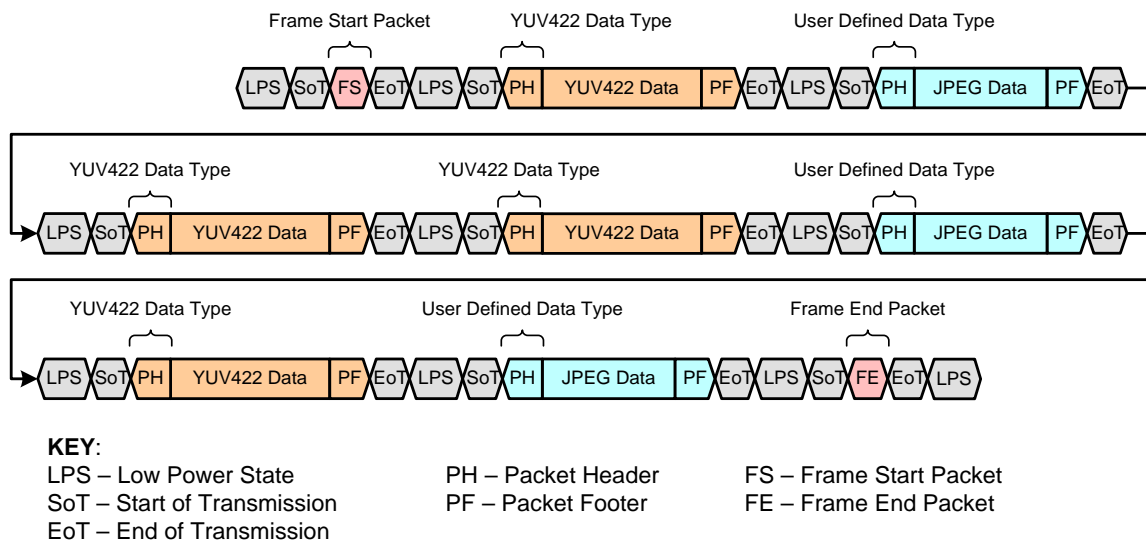 Frame Start Packet YUV422 Data Type User Defined Data Type
LPS SoT FS EoT LPS SoT PH YUV422 Data PF EoT LPS SoT PH JPEG Data PF EoT
YUV422 Data Type YUV422 Data Type User Defined Data Type
LPS SoT PH YUV422 Data PF EoT LPS SoT PH YUV422 Data PF EoT LPS SoT PH JPEG Data PF EoT
YUV422 Data Type User Defined Data Type Frame End Packet
LPS SoT PH YUV422 Data PF EoT LPS SoT PH JPEG Data PF EoT LPS SoT FE EoT LPS
KEY:
LPS – Low Power State PH – Packet Header FS – Frame Start Packet
SoT – Start of Transmission PF – Packet Footer FE – Frame End Packet
EoT – End of Transmission